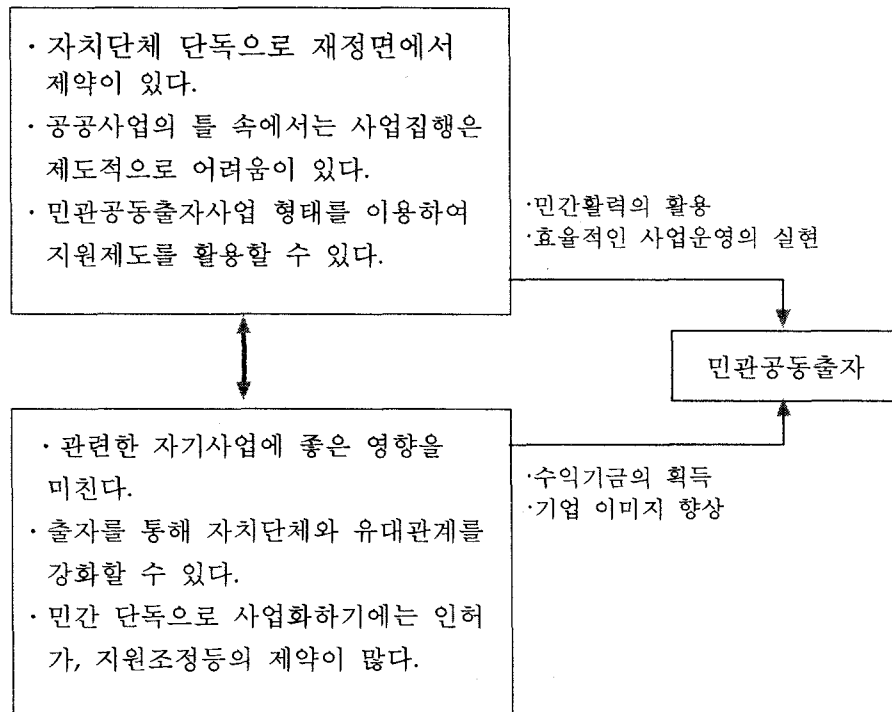 · 자치단체 단독으로 재정면에서
제약이 있다.
· 공공사업의 틀 속에서는 사업집행은
제도적으로 어려움이 있다.
· 민관공동출자사업 형태를 이용하여
지원제도를 활용할 수 있다.
·민간활력의 활용
·효율적인 사업운영의 실현
민관공동출자
· 관련한 자기사업에 좋은 영향을
미친다.
· 출자를 통해 자치단체와 유대관계를
강화할 수 있다.
· 민간 단독으로 사업화하기에는 인허
가, 지원조정등의 제약이 많다.
·수익기금의 획득
·기업 이미지 향상